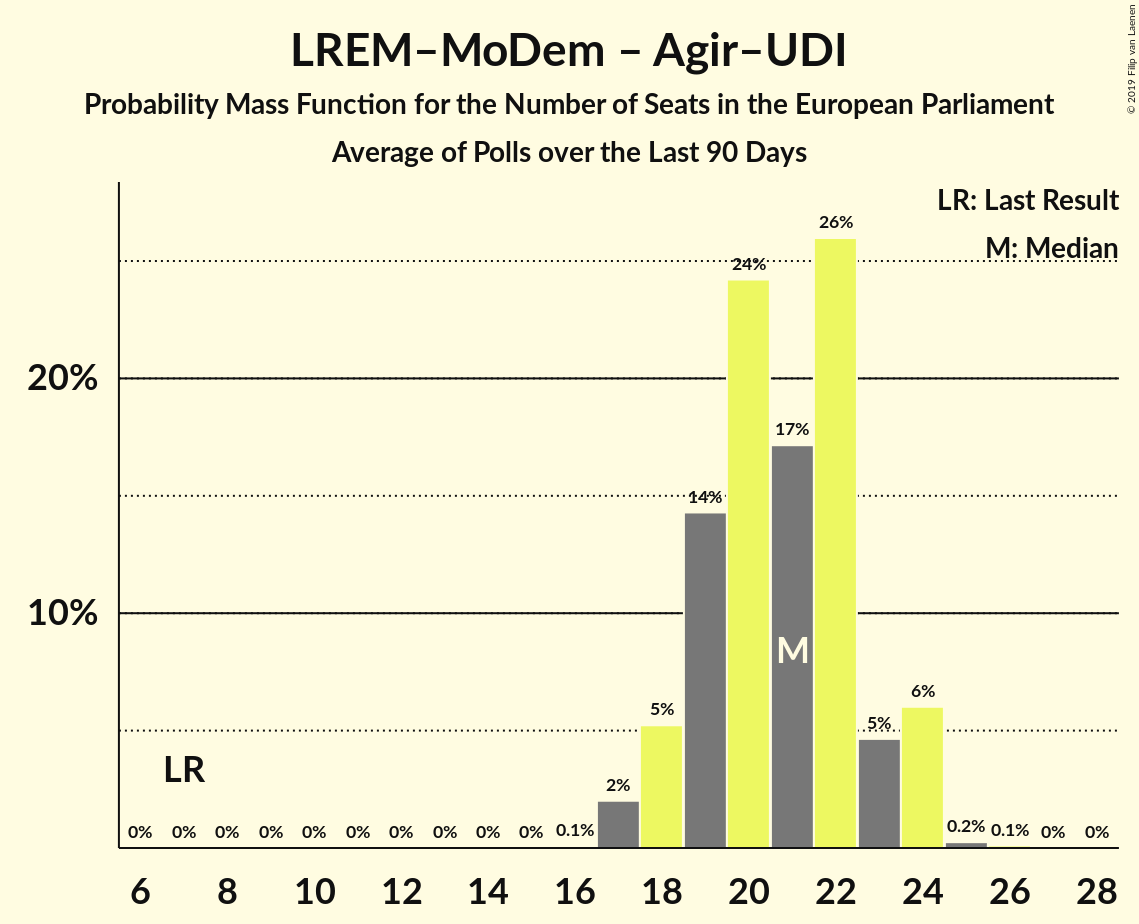 LREM–MoDem – Agir–UDI
Probability Mass Function for the Number of Seats in the European Parliament
Average of Polls over the Last 90 Days
© 2019 Filip van Laenen
LR: Last Result
M: Median
26%
24%
20%
17%
14%
10%
M
6%
5%
5%
LR
2%
0% 0% 0% 0% 0% 0% 0% 0% 0% 0% 0.1% 0.2% 0.1% 0% 0%
6 8 10 12 14 16 18 20 22 24 26 28